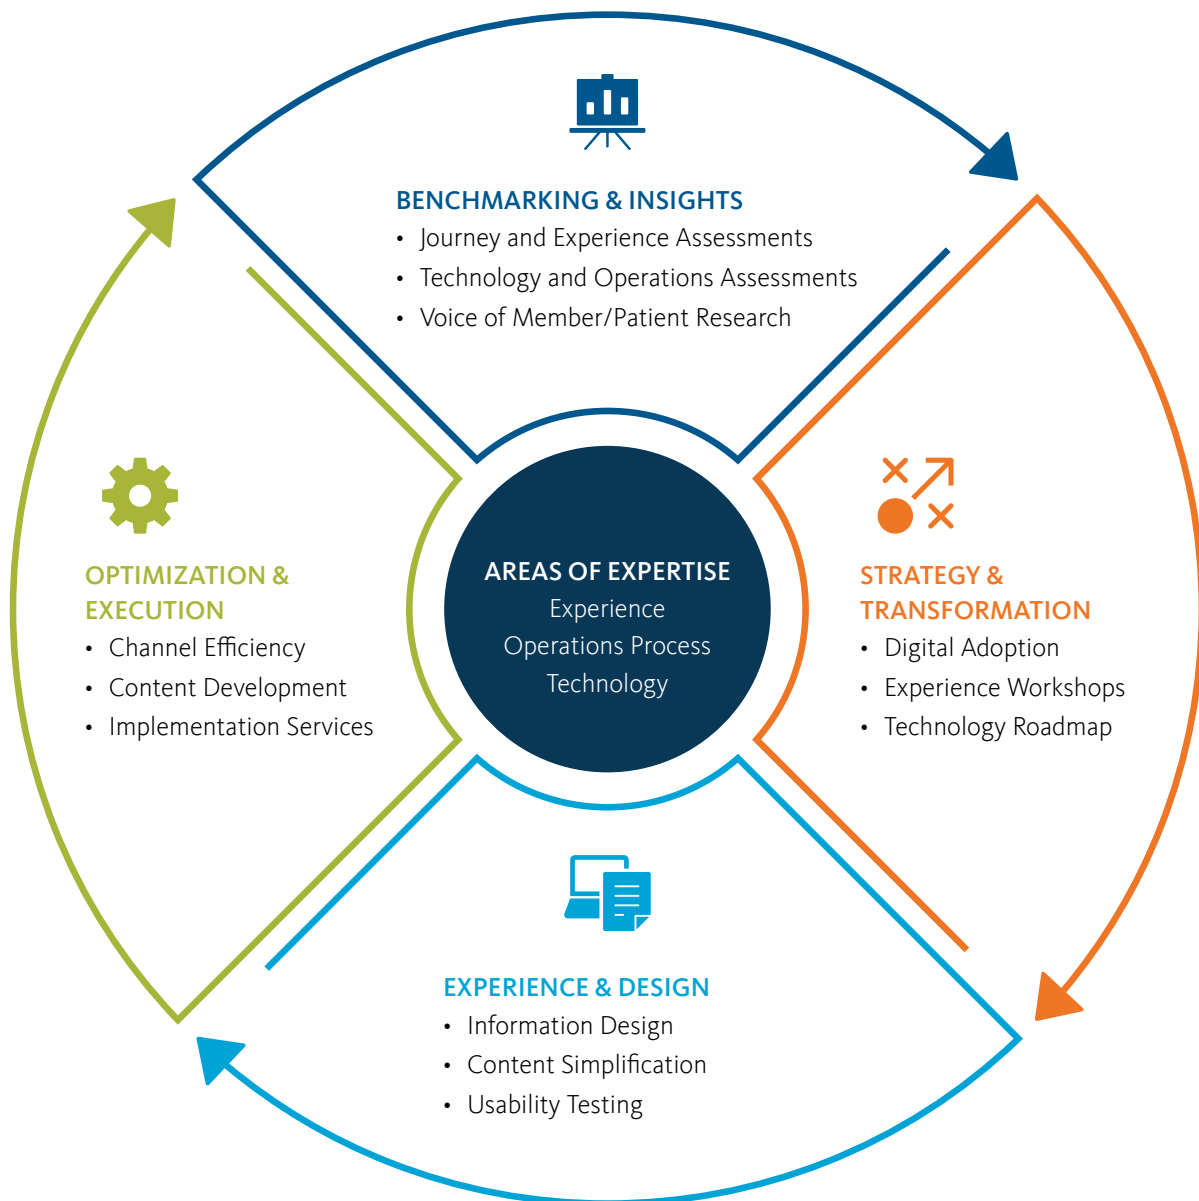 BENCHMARKING & INSIGHTS
• Journey and Experience Assessments
• Technology and Operations Assessments
• Voice of Member/Patient Research
OPTIMIZATION &
EXECUTION
• Channel Efficiency
• Content Development
• Implementation Services
AREAS OF EXPERTISE
Experience
Operations Process
Technology
STRATEGY &
TRANSFORMATION
• Digital Adoption
• Experience Workshops
• Technology Roadmap
EXPERIENCE & DESIGN
• Information Design
• Content Simplification
• Usability Testing